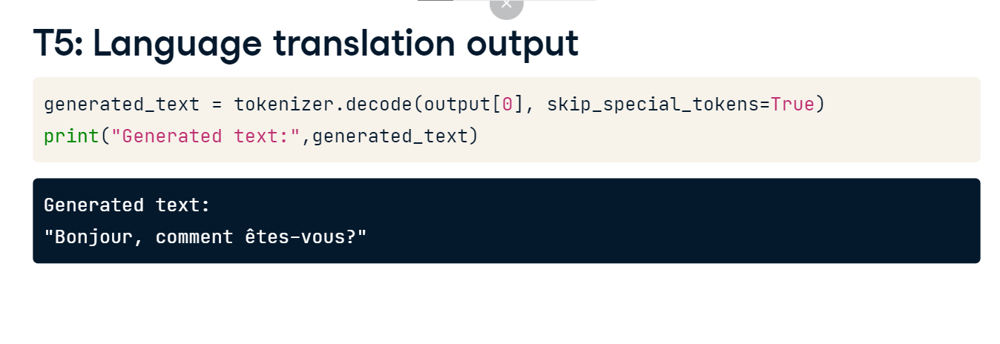 T5: Language translation output
generated_text = tokenizer.decode(output[0], skip_special_tokens=True)
print("Generated text:",generated_text)
Generated text:
"Bonjour, comment êtes-vous?"